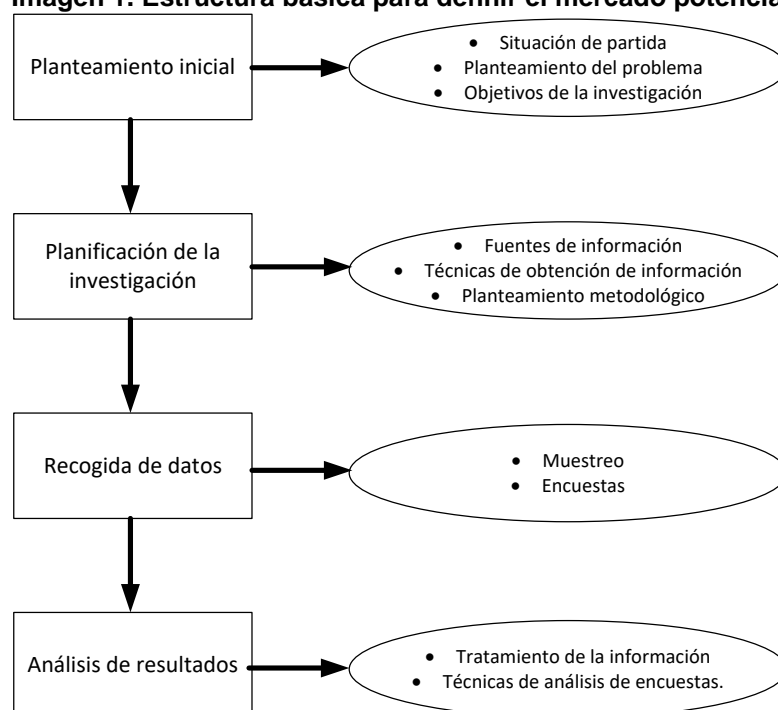 Imagen 1. Estructura básica para definir el mercado potencia
Planteamiento inicial
• Situación de partida
• Planteamiento del problema
• Objetivos de la investigación
Planificación de la
investigación
• Fuentes de información
• Técnicas de obtención de información
• Planteamiento metodológico
Recogida de datos
• Muestreo
• Encuestas
Análisis de resultados
• Tratamiento de la información
• Técnicas de análisis de encuestas.